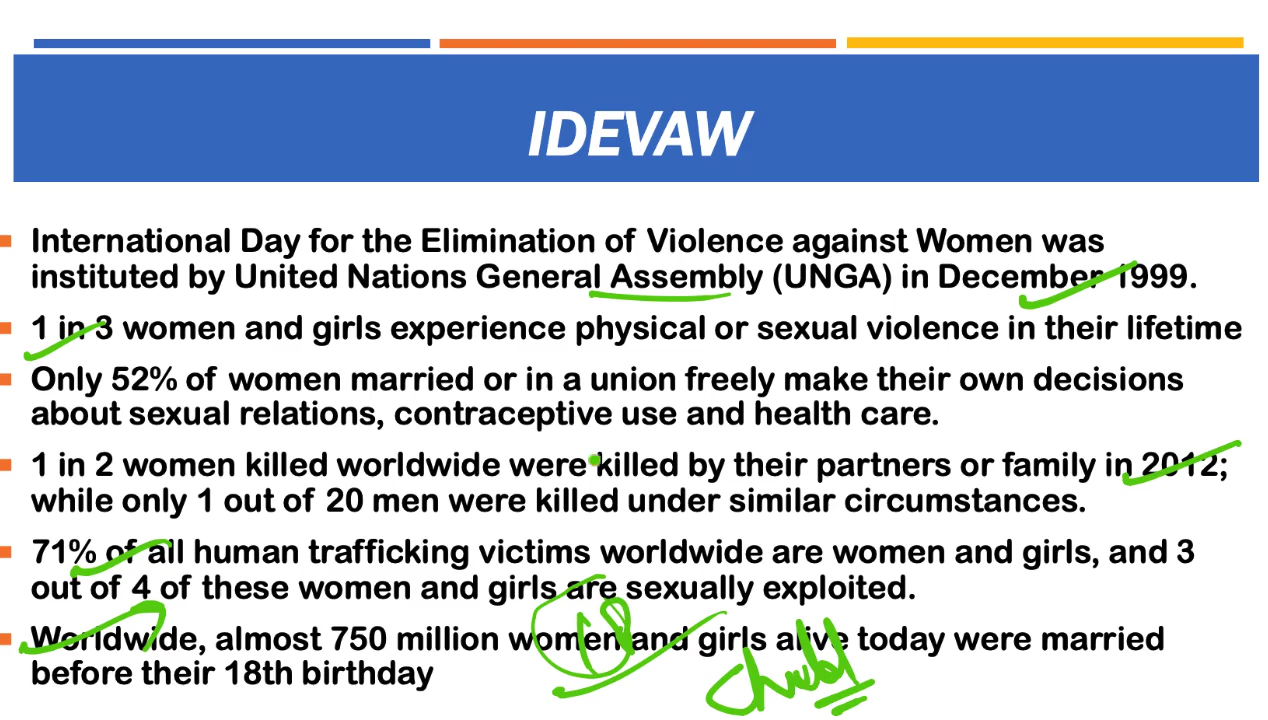 IDEVAW
International Day for the Elimination of Violence against Women was
instituted by United Nations General Assembly (UNGA) in December 1999.
1 in 3 women and girls experience physical or sexual violence in their lifetime
Only 52% of women married or in a union freely make their own decisions
about sexual relations, contraceptive use and health care.
1 in 2 women killed worldwide were killed by their partners or family in 2012;
while only 1 out of 20 men were killed under similar circumstances.
71% of all human trafficking victims worldwide are women and girls, and 3
out of 4 of these women and girls are sexually exploited.
Worldwide, almost 750 million women and girls alive today were married
before their 18th birthday
18